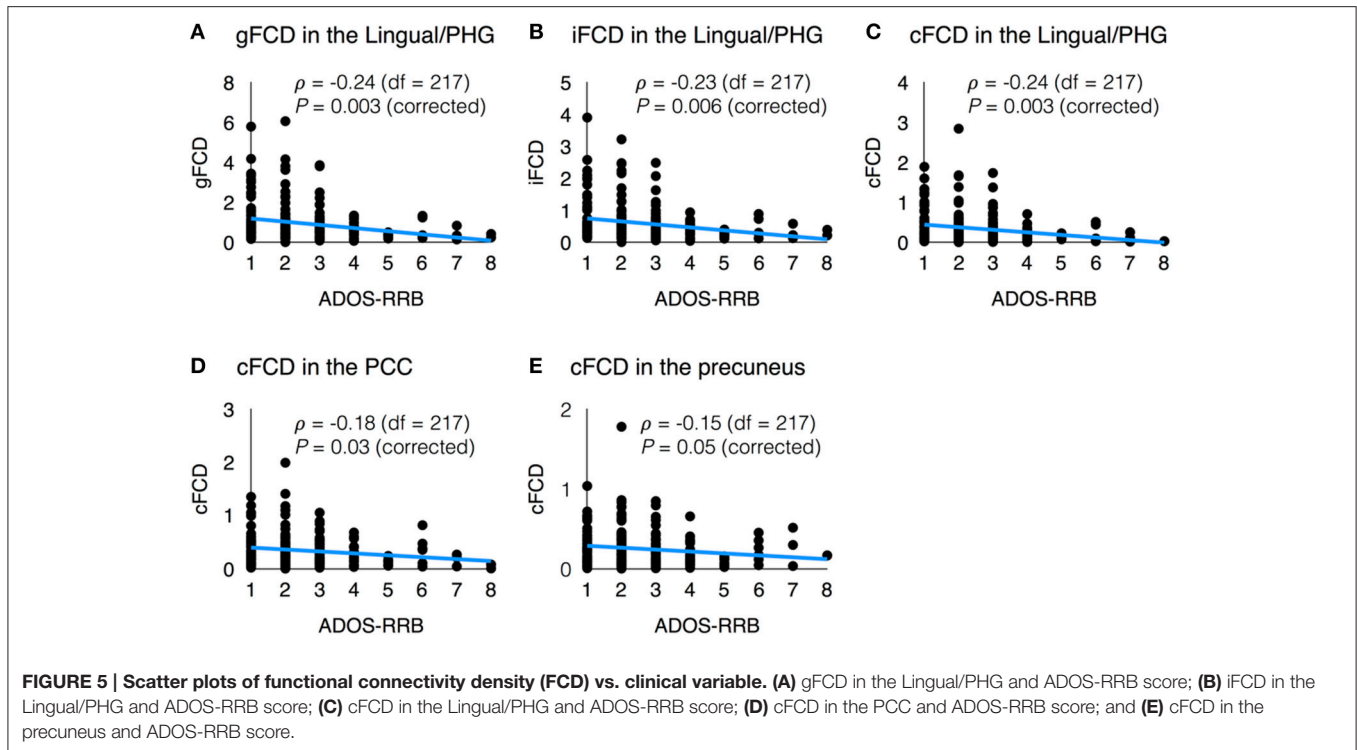 A gFCD in the Lingual/PHG
ρ = -0.24 (df = 217)
P = 0.003 (corrected)
8
6
4
2
0
gFCD
1 2 3 4 5 6 7 8
ADOS-RRB
B iFCD in the Lingual/PHG
ρ = -0.23 (df = 217)
P = 0.006 (corrected)
5
4
3
2
1
0
iFCD
1 2 3 4 5 6 7 8
ADOS-RRB
C cFCD in the Lingual/PHG
ρ = -0.24 (df = 217)
P = 0.003 (corrected)
4
3
2
1
0
cFCD
1 2 3 4 5 6 7 8
ADOS-RRB
D cFCD in the PCC
ρ = -0.18 (df = 217)
P = 0.03 (corrected)
3
2
1
0
cFCD
1 2 3 4 5 6 7 8
ADOS-RRB
E cFCD in the precuneus
ρ = -0.15 (df = 217)
P = 0.05 (corrected)
2
1
0
cFCD
1 2 3 4 5 6 7 8
ADOS-RRB
FIGURE 5 | Scatter plots of functional connectivity density (FCD) vs. clinical variable. (A) gFCD in the Lingual/PHG and ADOS-RRB score; (B) iFCD in the
Lingual/PHG and ADOS-RRB score; (C) cFCD in the Lingual/PHG and ADOS-RRB score; (D) cFCD in the PCC and ADOS-RRB score; and (E) cFCD in the
precuneus and ADOS-RRB score.